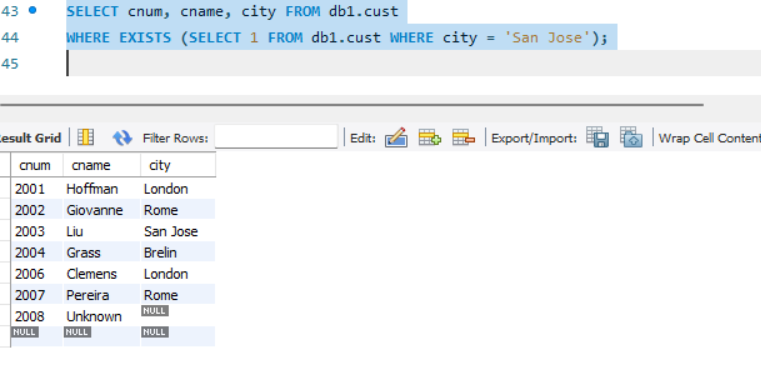 43 SELECT cnum, cname, city FROM db1.cust
44 WHERE EXISTS (SELECT 1 FROM db1.cust WHERE city = 'San Jose');
45
esult Grid Filter Rows: Edit: Export/Import: Wrap Cell Content
cnum cname city
2001 Hoffman London
2002 Giovanne Rome
2003 Liu San Jose
2004 Grass Brelin
2006 Clemens London
2007 Pereira Rome
2008 Unknown NULL
NULL NULL NULL